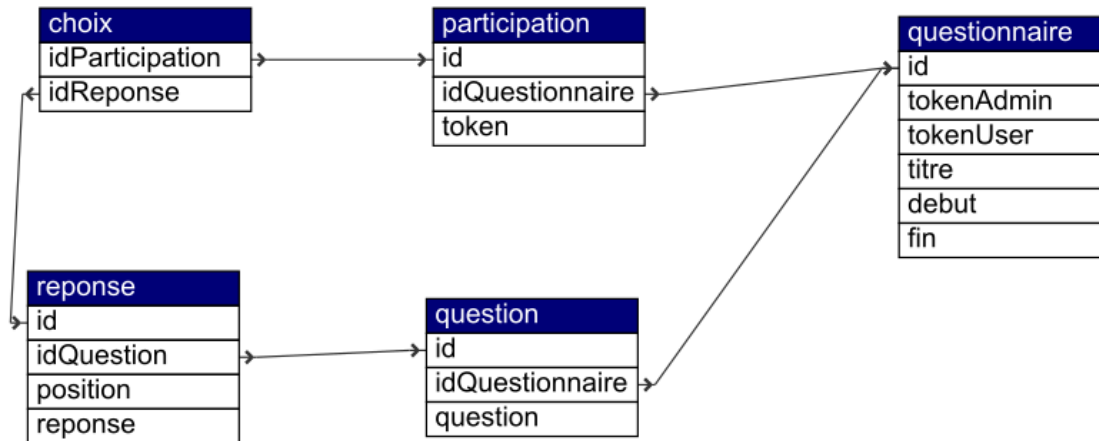 choix
idParticipation
idReponse
participation
id
idQuestionnaire
token
questionnaire
id
tokenAdmin
tokenUser
titre
debut
fin
reponse
id
idQuestion
position
reponse
question
id
idQuestionnaire
question